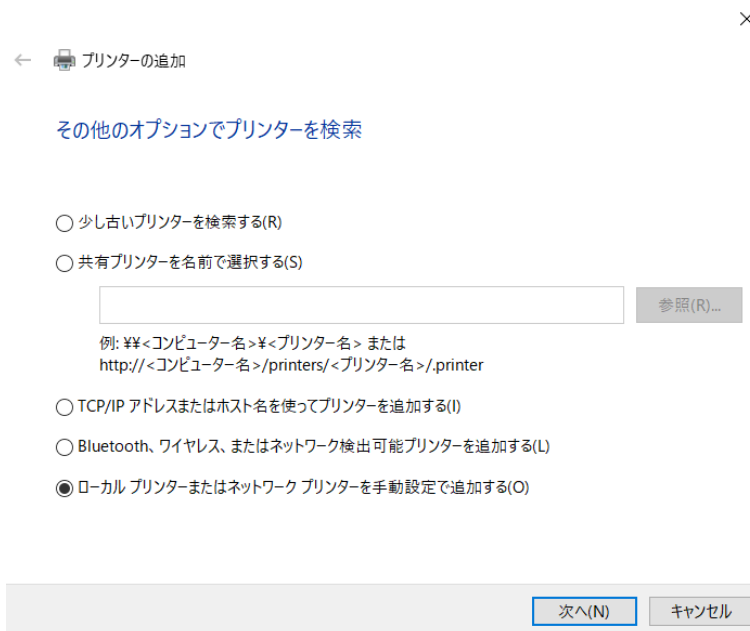 プリンターの追加
その他のオプションでプリンターを検索
少し古いプリンターを検索する(R)
共有プリンターを名前で選択する(S)
参照(R)...
例: ¥¥<コンピューター名>¥<プリンター名> または
http://<コンピューター名>/printers/<プリンター名>/.printer
TCP/IP アドレスまたはホスト名を使ってプリンターを追加する(I)
Bluetooth、ワイヤレス、またはネットワーク検出可能プリンターを追加する(L)
ローカル プリンターまたはネットワーク プリンターを手動設定で追加する(O)
次へ(N)
キャンセル